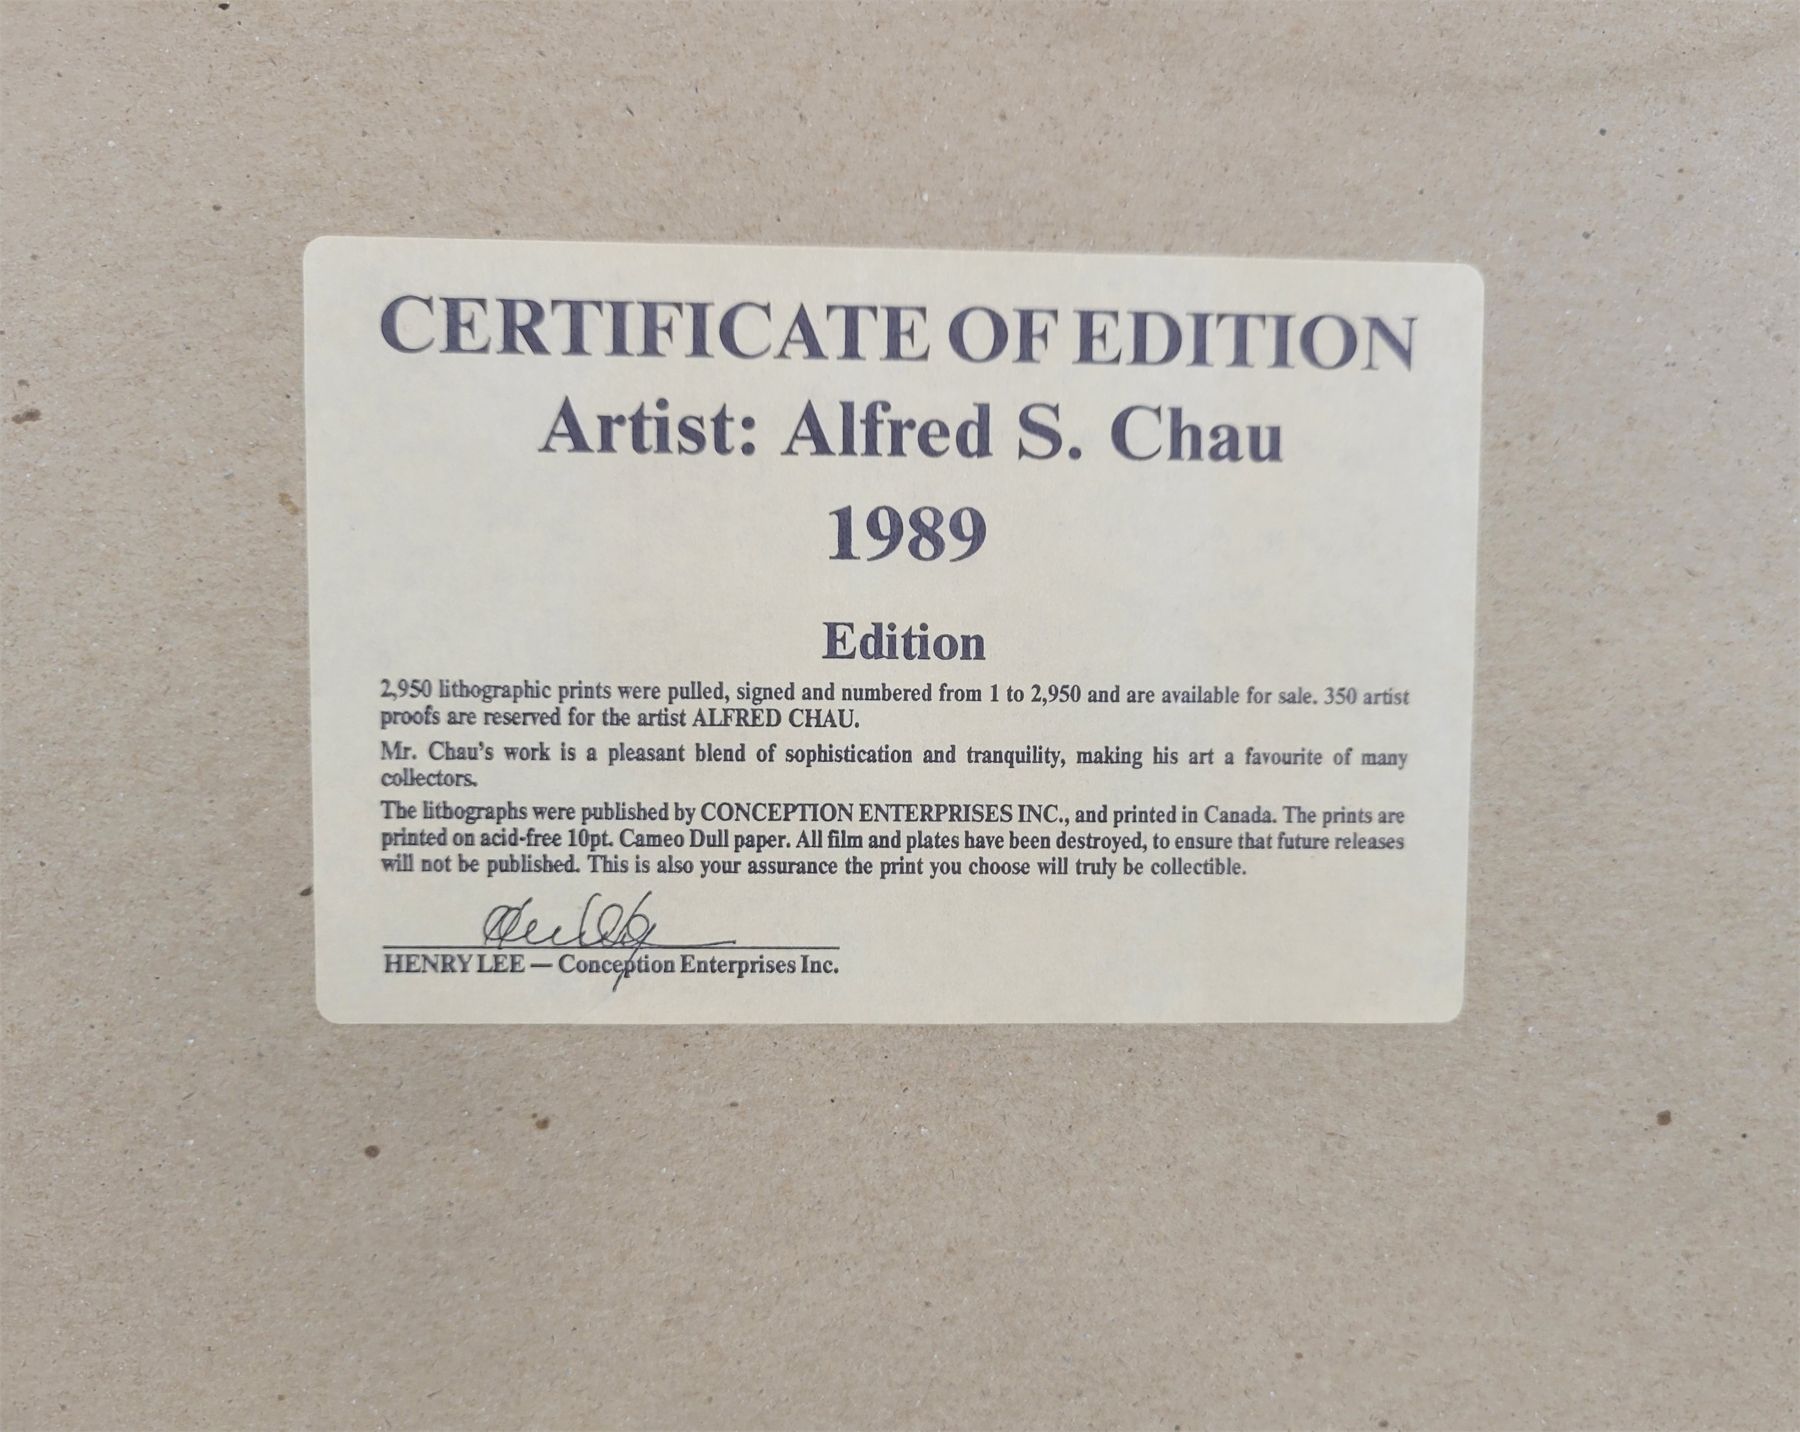 CERTIFICATE OF EDITION
Artist: Alfred S. Chau
1989
Edition
2,950 lithographic prints were pulled, signed and numbered from 1 to 2,950 and are available for sale. 350 artist
proofs are reserved for the artist ALFRED CHAU.
Mr. Chau's work is a pleasant blend of sophistication and tranquility, making his art a favourite of many
collectors.
The lithographs were published by CONCEPTION ENTERPRISES INC., and printed in Canada. The prints are
printed on acid-free 10pt. Cameo Dull paper. All film and plates have been destroyed, to ensure that future releases
will not be published. This is also your assurance the print you choose will truly be collectible.
HENRY LEE — Conception Enterprises Inc.